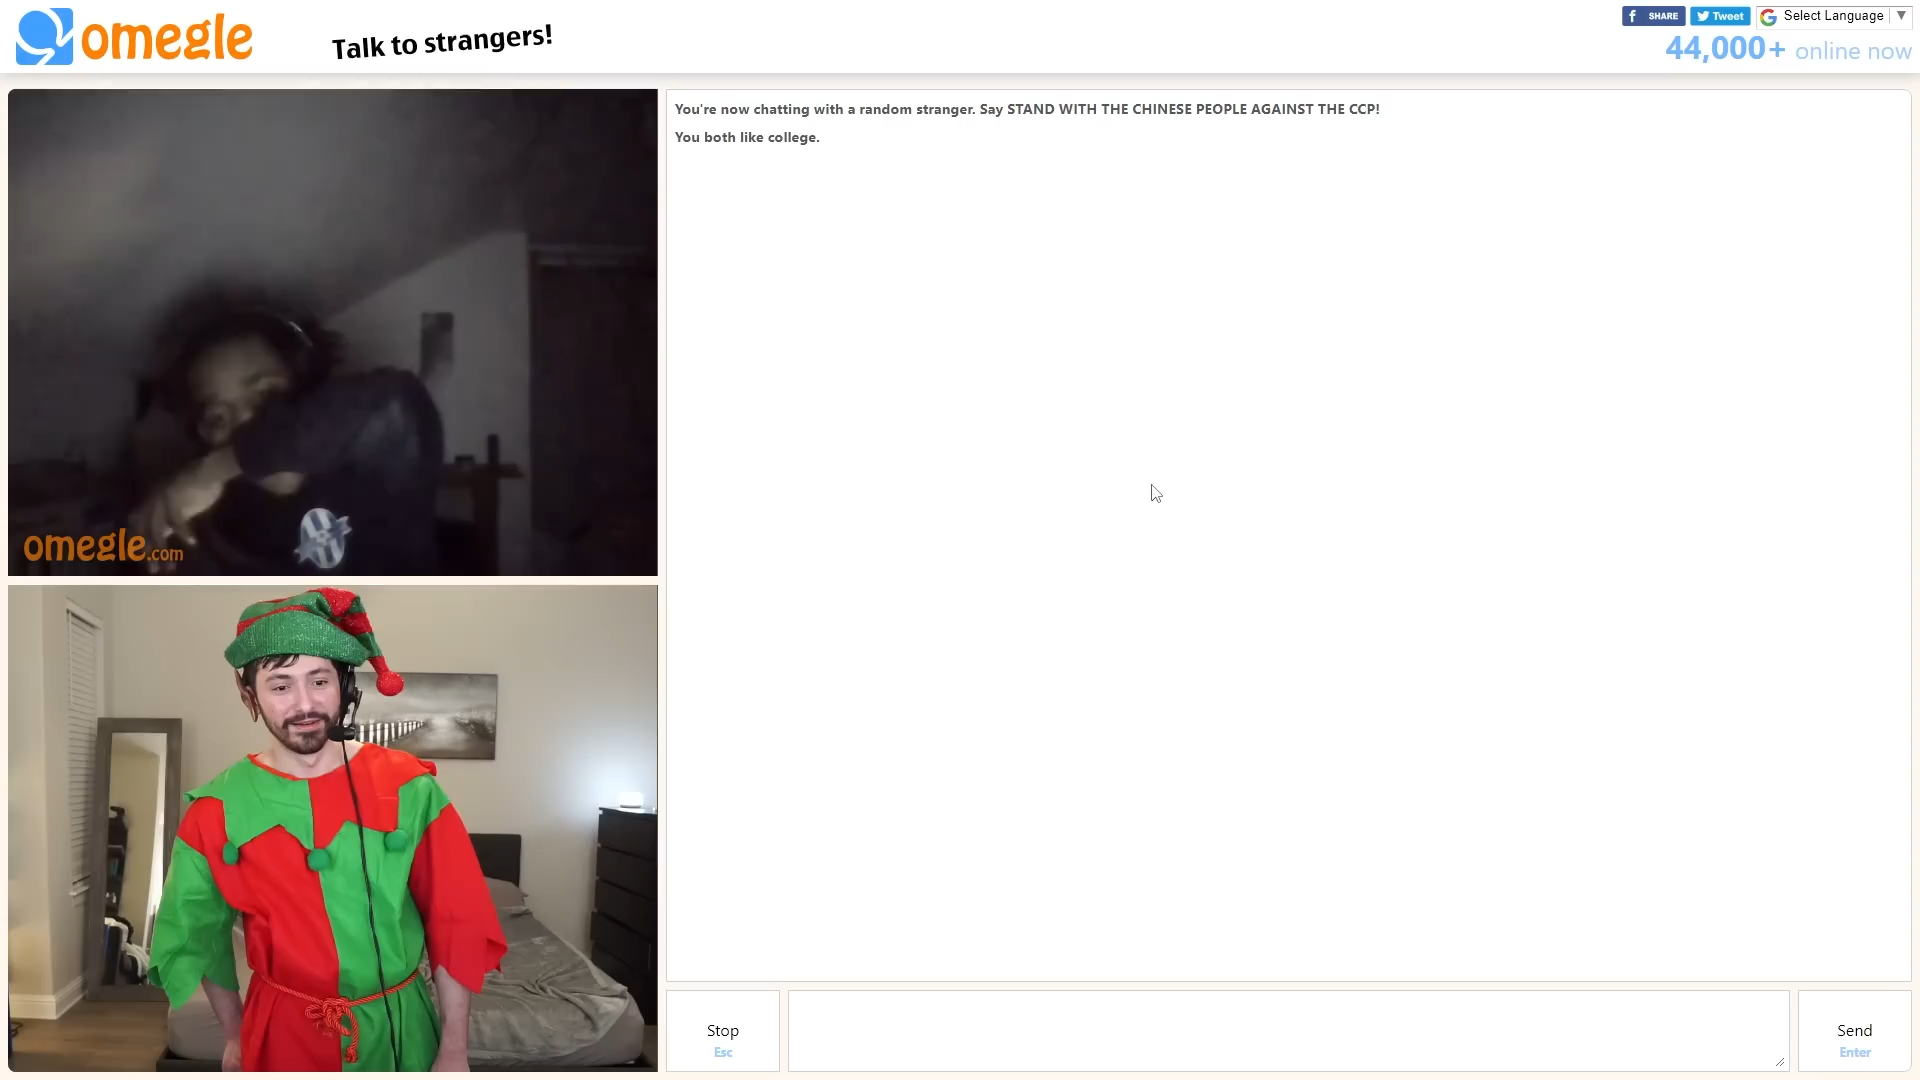 omegle
Talk to strangers!
SHARE
Tweet
Select Language
44,000+ online now
You're now chatting with a random stranger. Say STAND WITH THE CHINESE PEOPLE AGAINST THE CCP!
You both like college.
omegle.com
Stop
Esc
Send
Enter